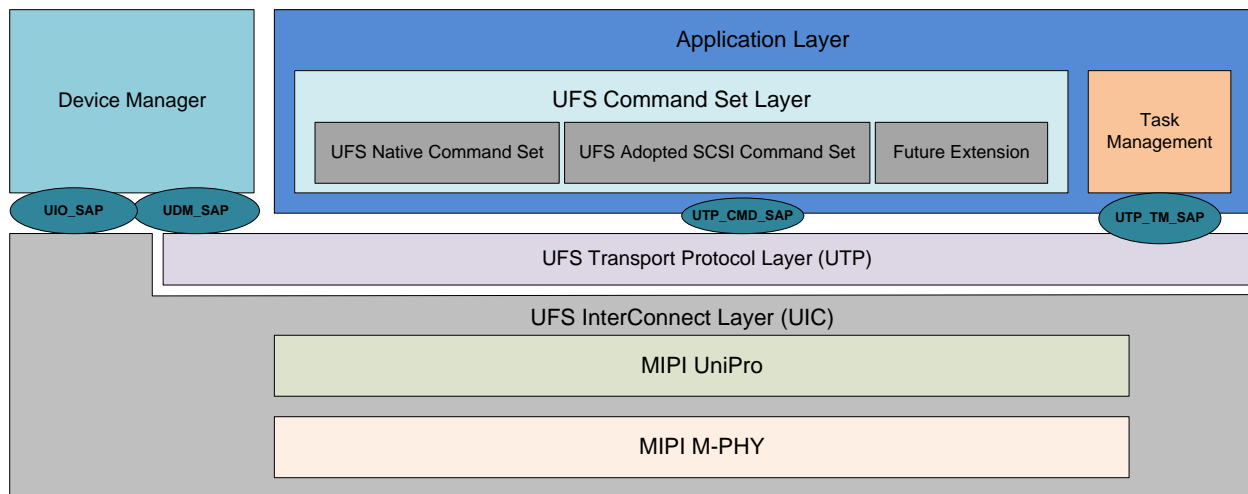 Application Layer
Device Manager
UFS Command Set Layer
Task
Management
UFS Native Command Set
UFS Adopted SCSI Command Set
Future Extension
UIO_SAP
UDM_SAP
UTP_CMD_SAP
UTP_TM_SAP
UFS Transport Protocol Layer (UTP)
UFS InterConnect Layer (UIC)
MIPI UniPro
MIPI M-PHY